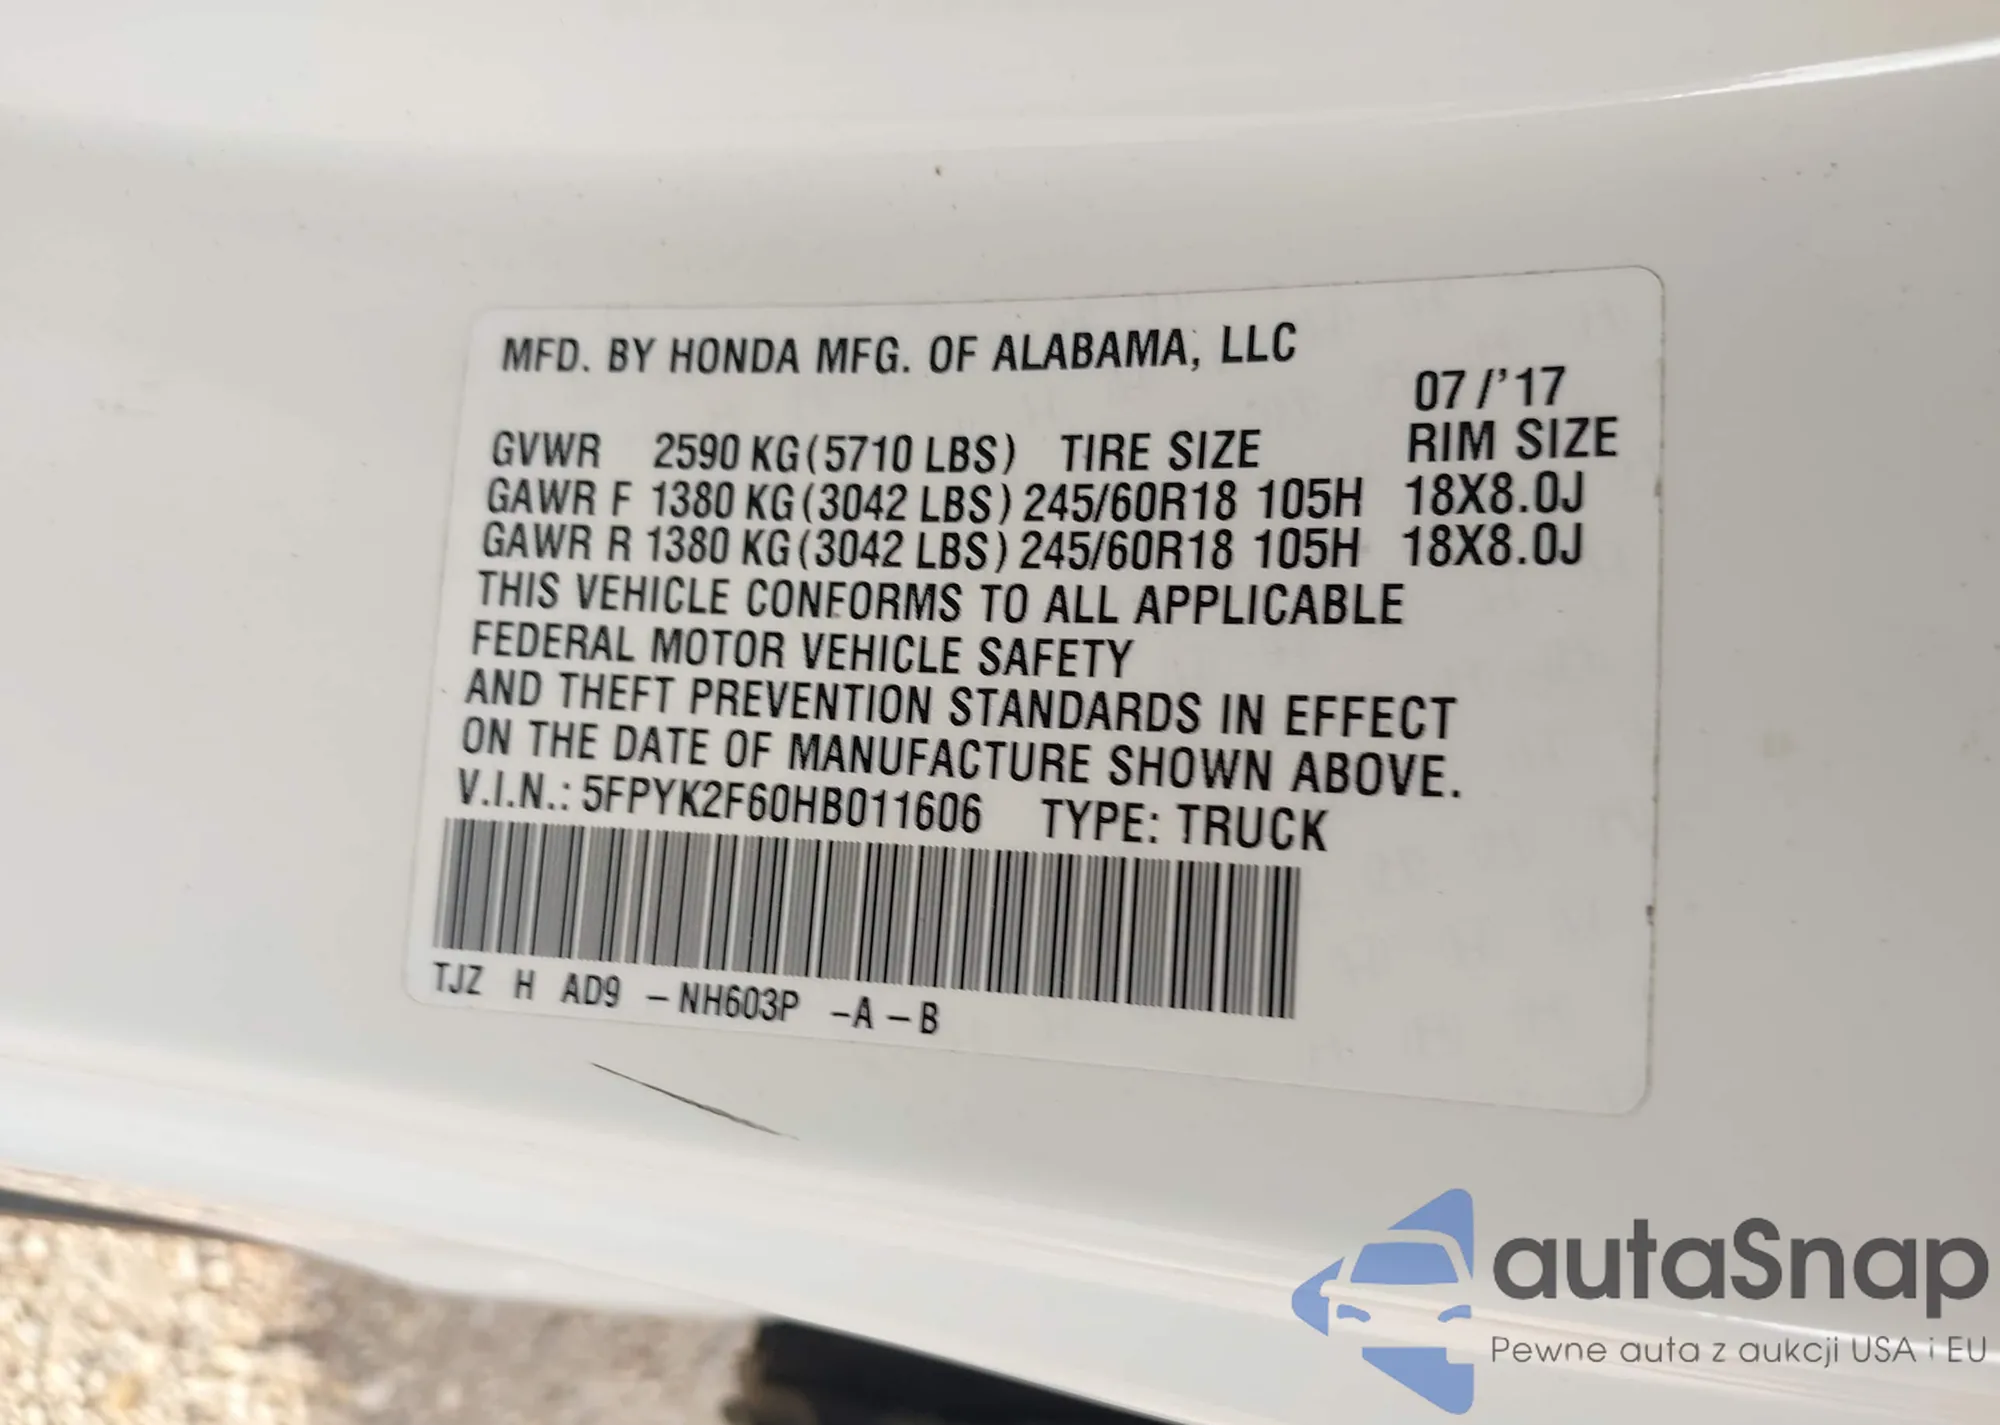 MFD. BY HONDA MFG. OF ALABAMA, LLC
07/'17
GVWR 2590 KG(5710 LBS) TIRE SIZE RIM SIZE
GAWR F 1380 KG(3042 LBS) 245/60R18 105H 18X8.0J
GAWR R 1380 KG(3042 LBS) 245/60R18 105H 18X8.0J
THIS VEHICLE CONFORMS TO ALL APPLICABLE
FEDERAL MOTOR VEHICLE SAFETY
AND THEFT PREVENTION STANDARDS IN EFFECT
ON THE DATE OF MANUFACTURE SHOWN ABOVE.
V.I.N.: 5FPYK2F60HB011606 TYPE: TRUCK
TJZ H AD9 -NH603P -A -B
autaSnap
Pewne auta z aukcji USA i EU